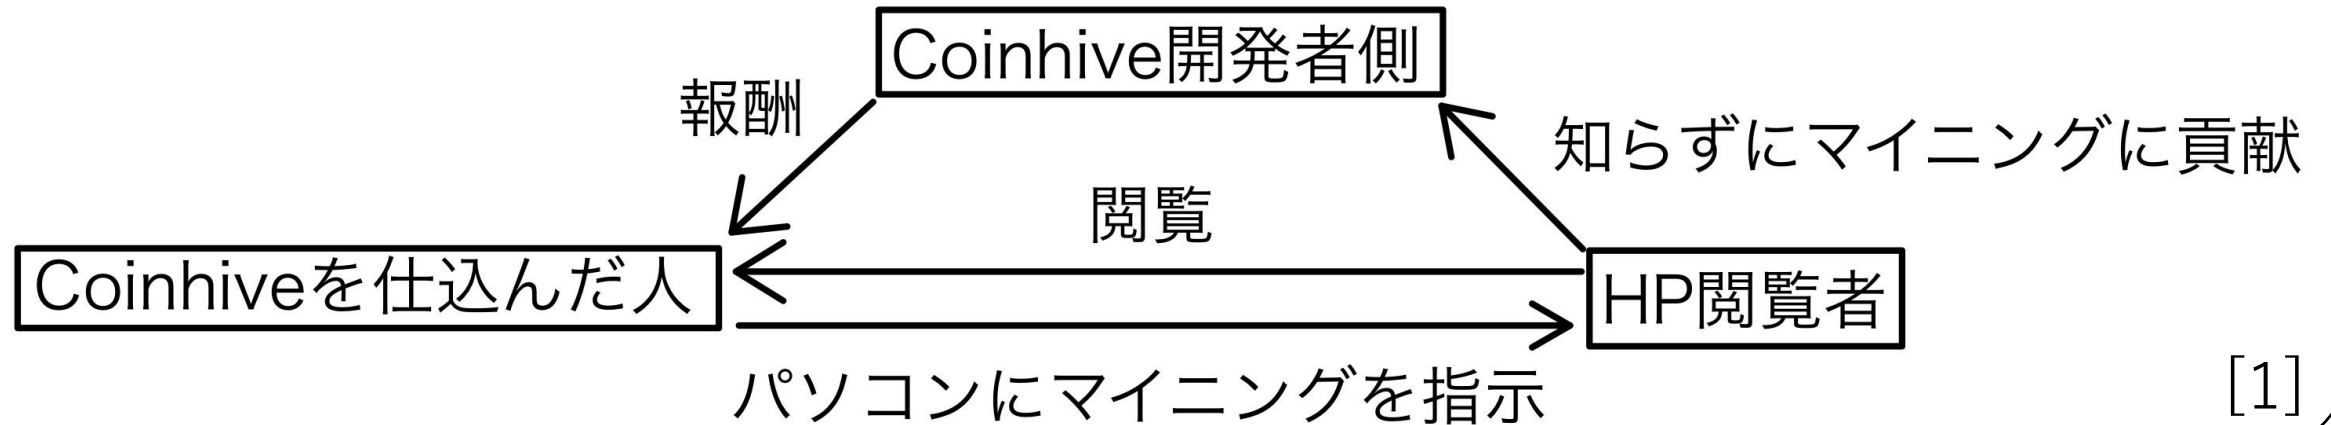 Coinhive開発者側
報酬
知らずにマイニングに貢献
閲覧
Coinhiveを仕込んだ人
HP閲覧者
パソコンにマイニングを指示
[1]